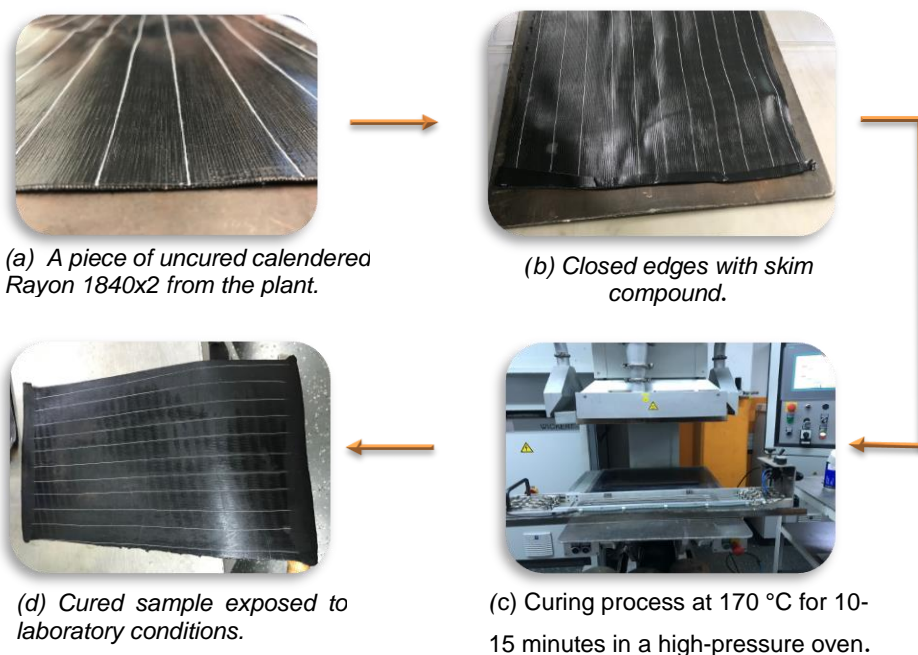 (a) A piece of uncured calendered
Rayon 1840x2 from the plant.
(b) Closed edges with skim
compound.
(d) Cured sample exposed to
laboratory conditions.
(c) Curing process at 170 °C for 10-
15 minutes in a high-pressure oven.